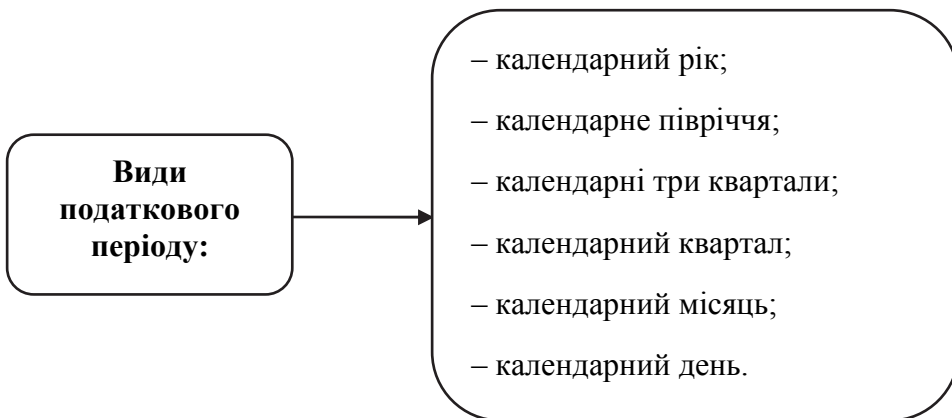 Види
податкового
періоду:
– календарний рік;
– календарне півріччя;
– календарні три квартали;
– календарний квартал;
– календарний місяць;
– календарний день.